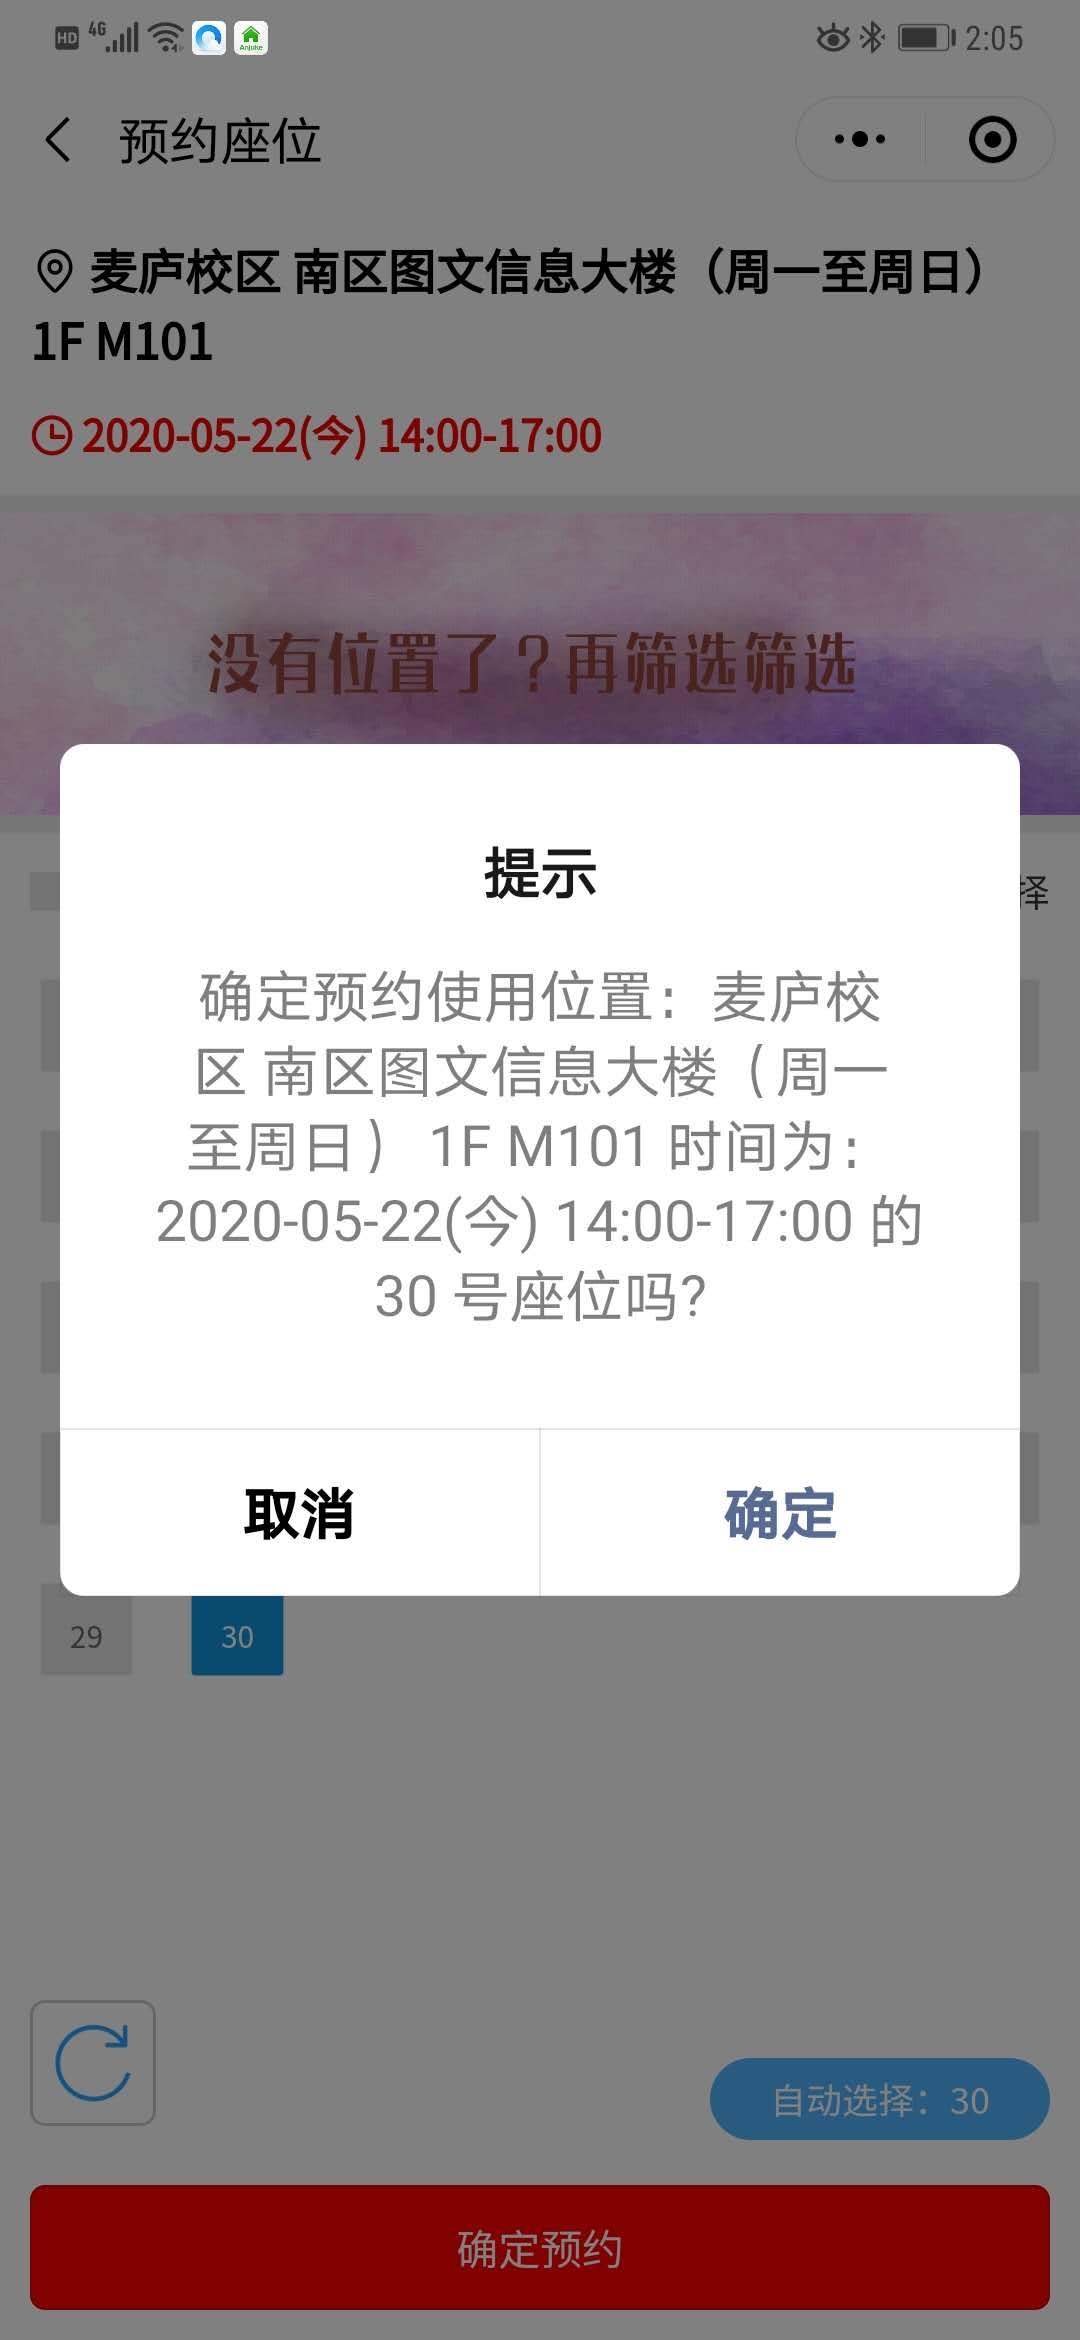 HD 4G Anjuke 2:05
预约座位
麦庐校区 南区图文信息大楼（周一至周日）
1F M101
2020-05-22(今) 14:00-17:00
没有位置了？再筛选筛选
择
提示
确定预约使用位置：麦庐校
区 南区图文信息大楼（周一
至周日） 1F M101 时间为：
2020-05-22(今) 14:00-17:00 的
30 号座位吗？
取消 确定
29 30
自动选择：30
确定预约